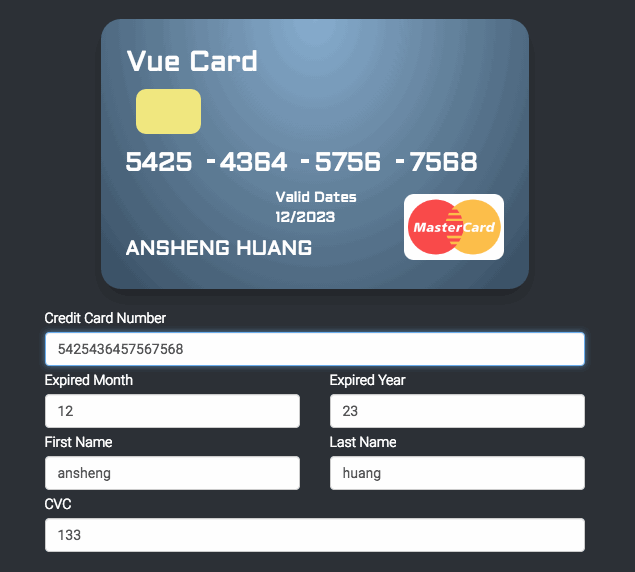 Vue Card
5425 - 4364 - 5756 - 7568
Valid Dates
12/2023
MasterCard
ANSHENG HUANG
Credit Card Number
5425436457567568
Expired Month Expired Year
12 23
First Name Last Name
ansheng huang
CVC
133